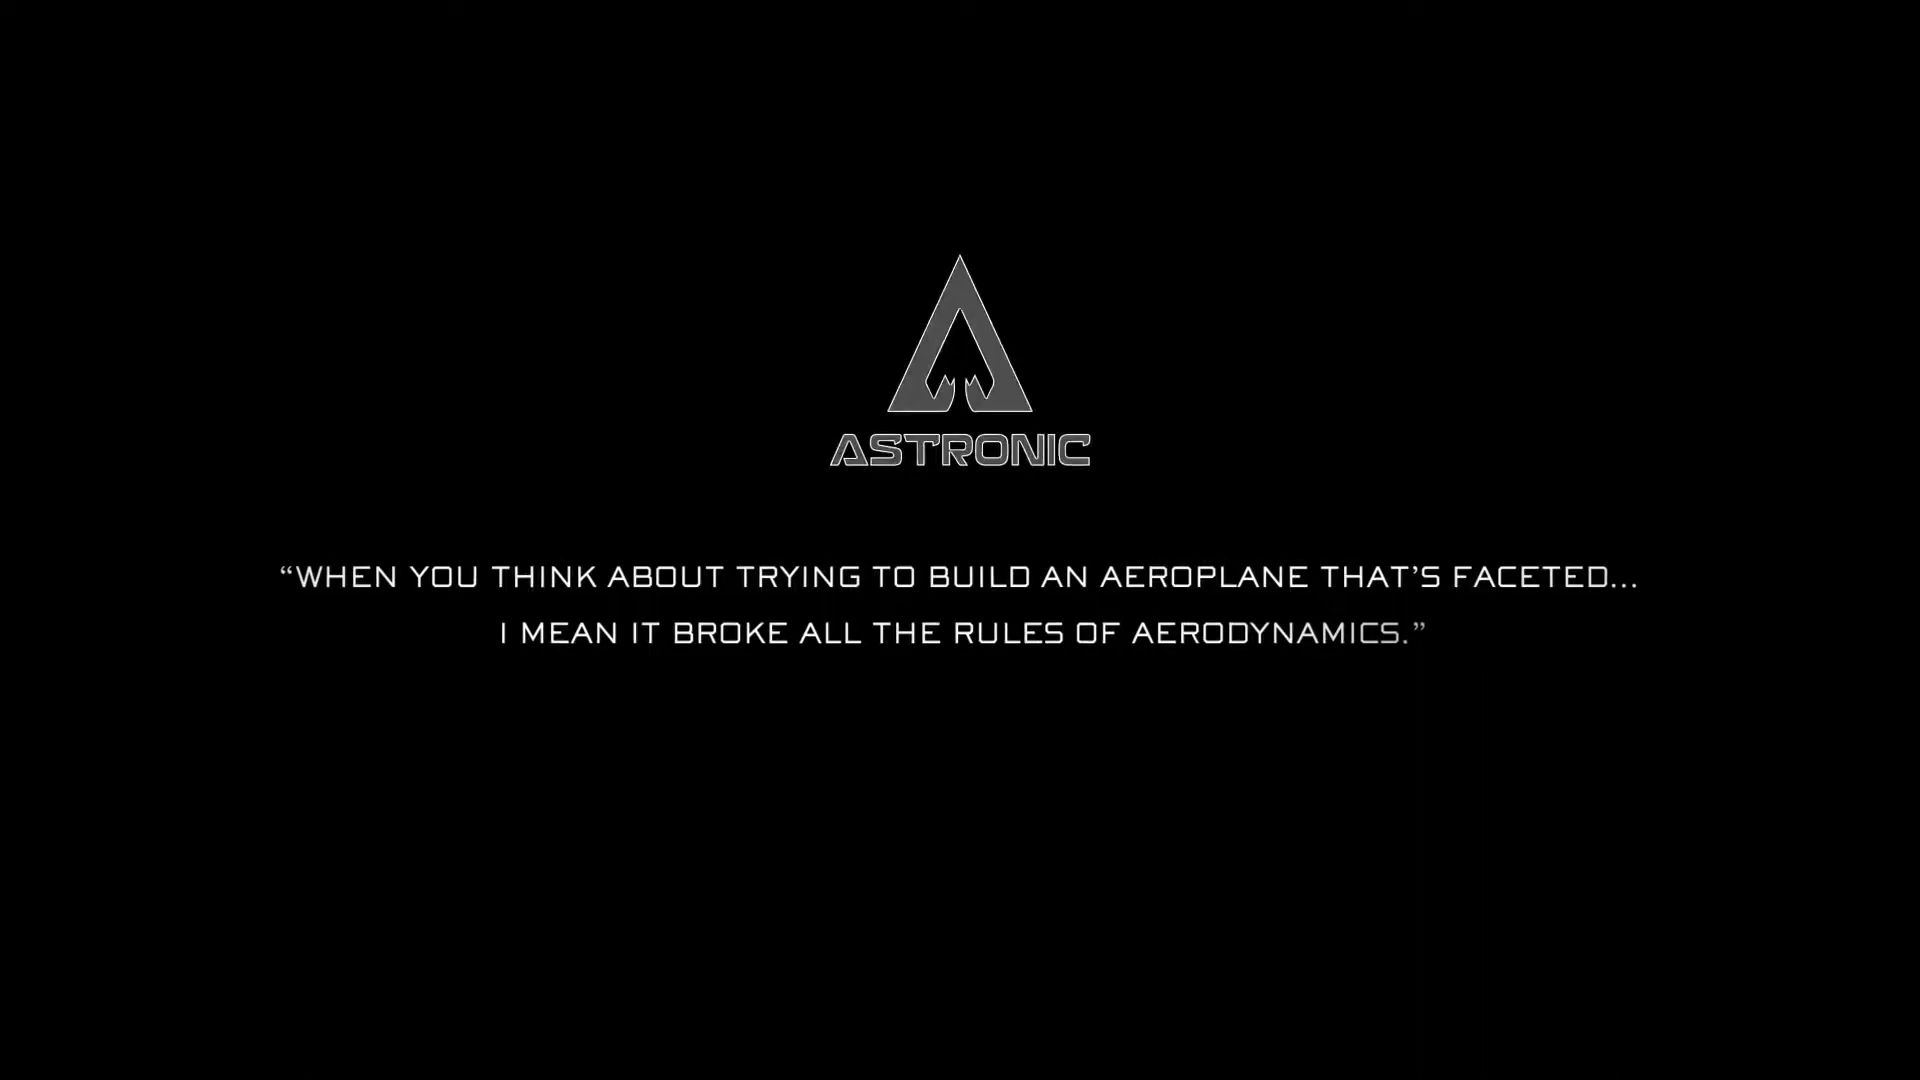 ASTRONIC
“WHEN YOU THINK ABOUT TRYING TO BUILD AN AEROPLANE THAT’S FACETED...
I MEAN IT BROKE ALL THE RULES OF AERODYNAMICS.”